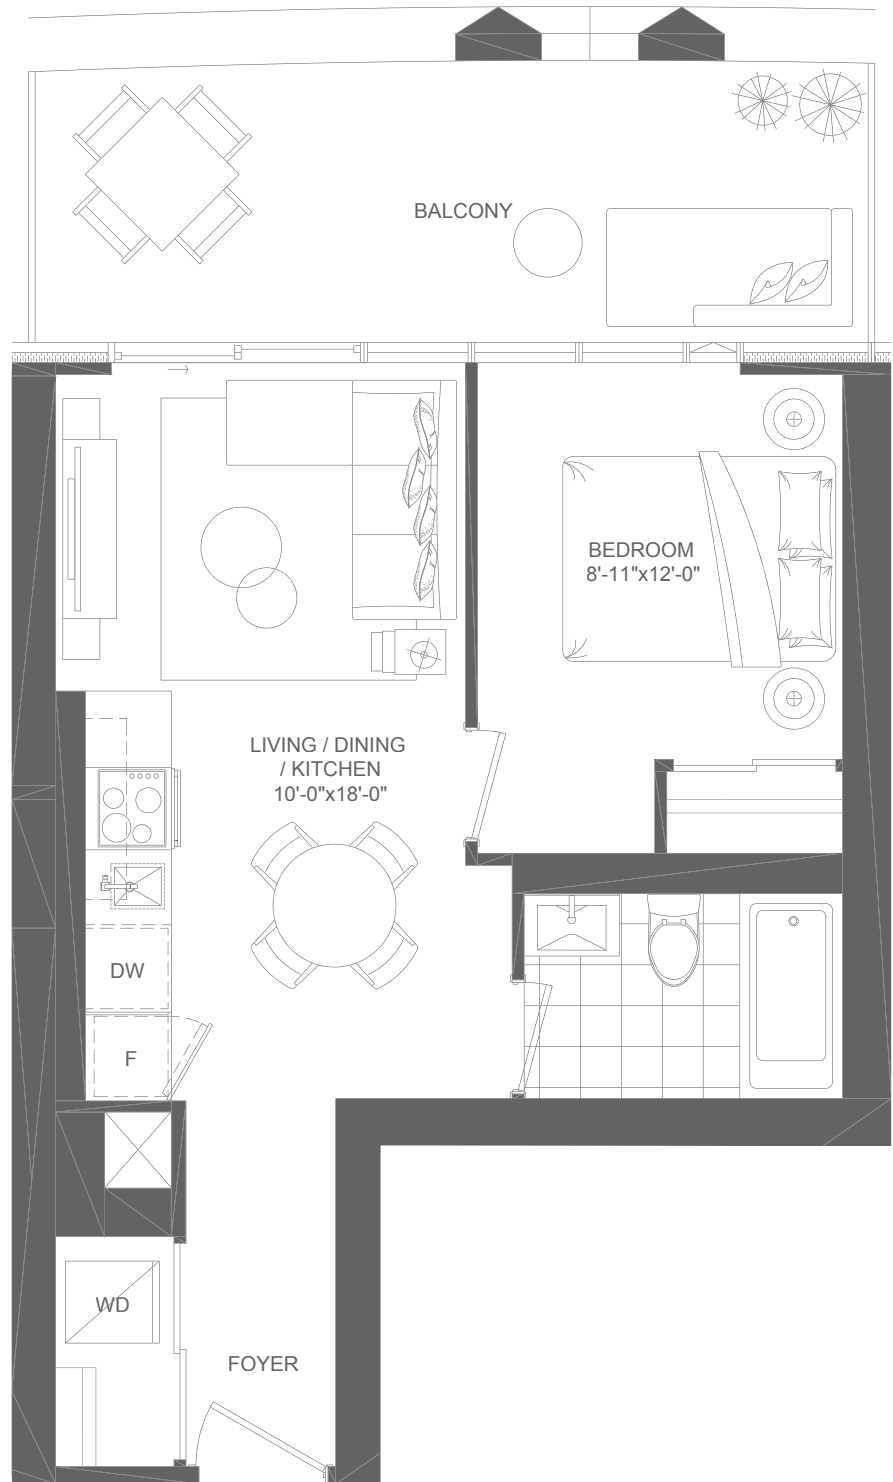 BALCONY
BEDROOM
8'-11"x12'-0"
LIVING / DINING
/ KITCHEN
10'-0"x18'-0"
DW
F
WD
FOYER